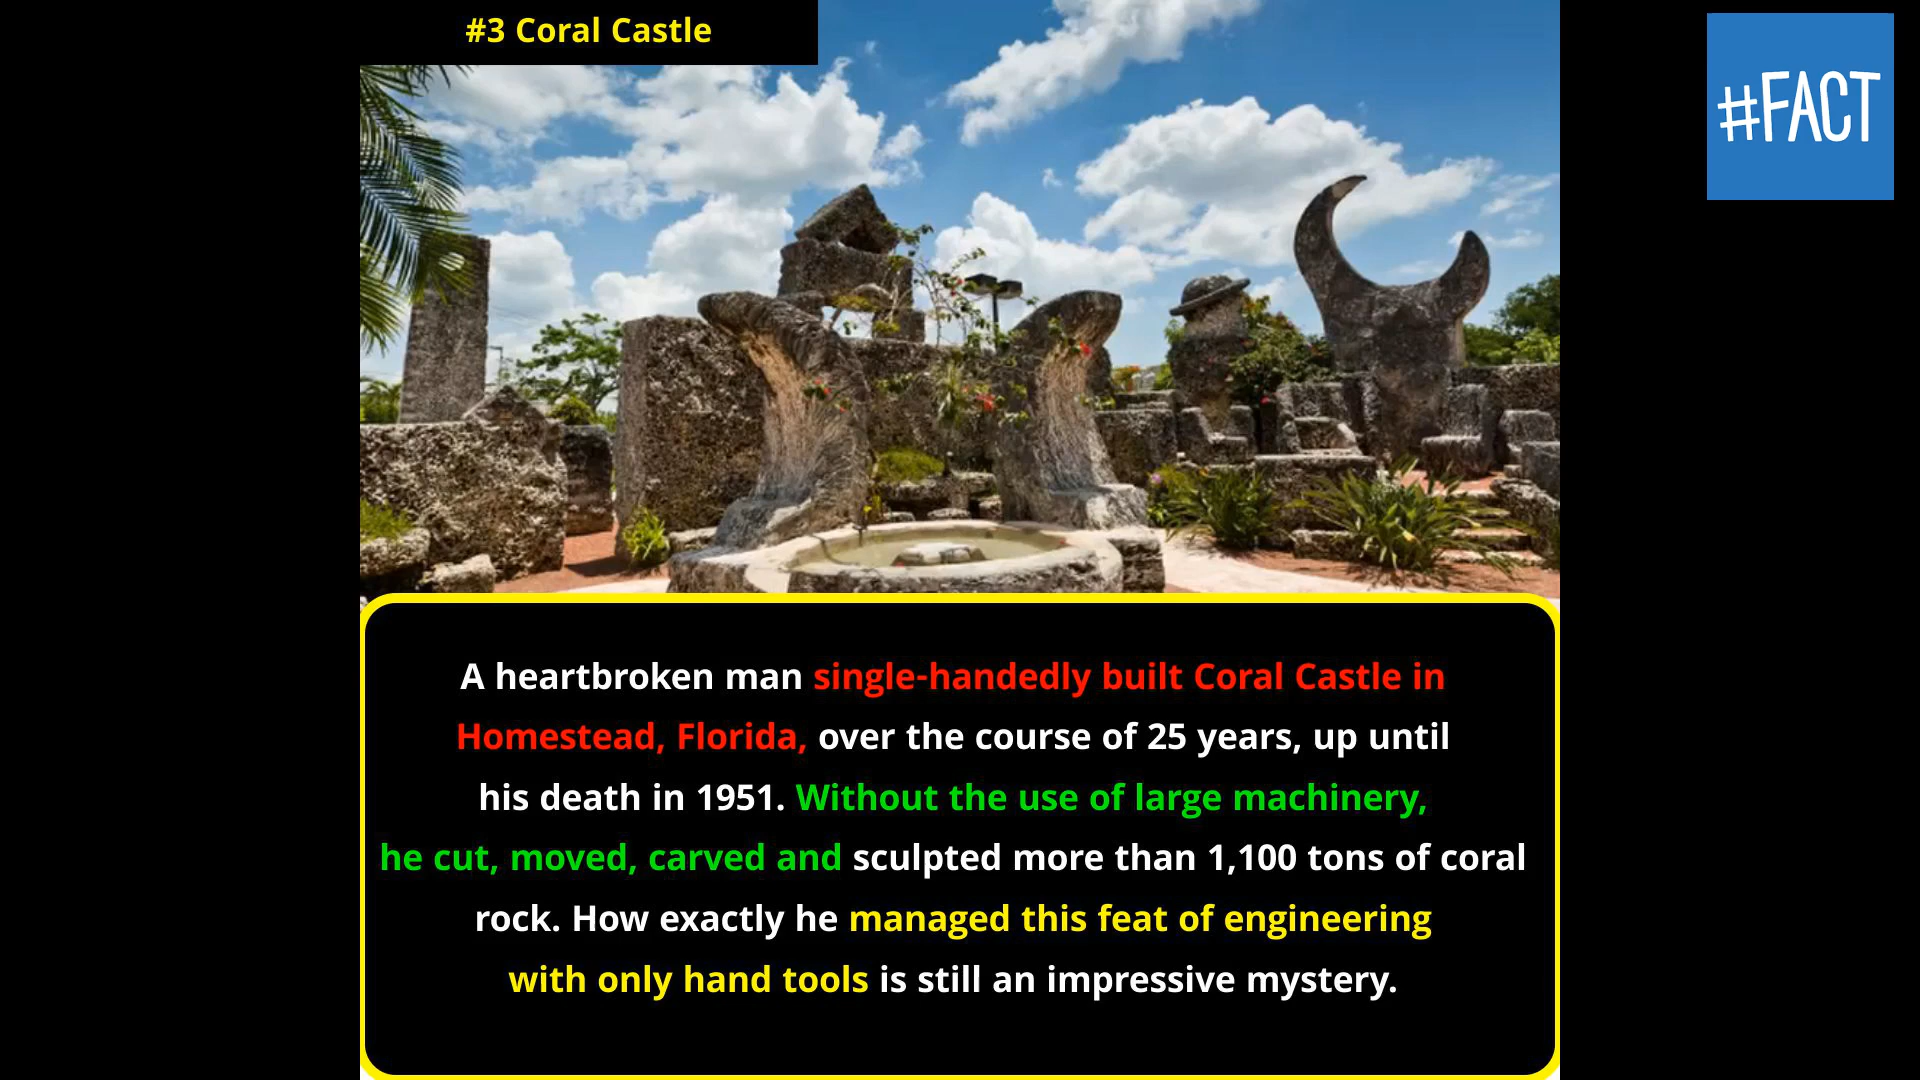 #3 Coral Castle
#FACT
A heartbroken man single-handedly built Coral Castle in
Homestead, Florida, over the course of 25 years, up until
his death in 1951. Without the use of large machinery,
he cut, moved, carved and sculpted more than 1,100 tons of coral
rock. How exactly he managed this feat of engineering
with only hand tools is still an impressive mystery.